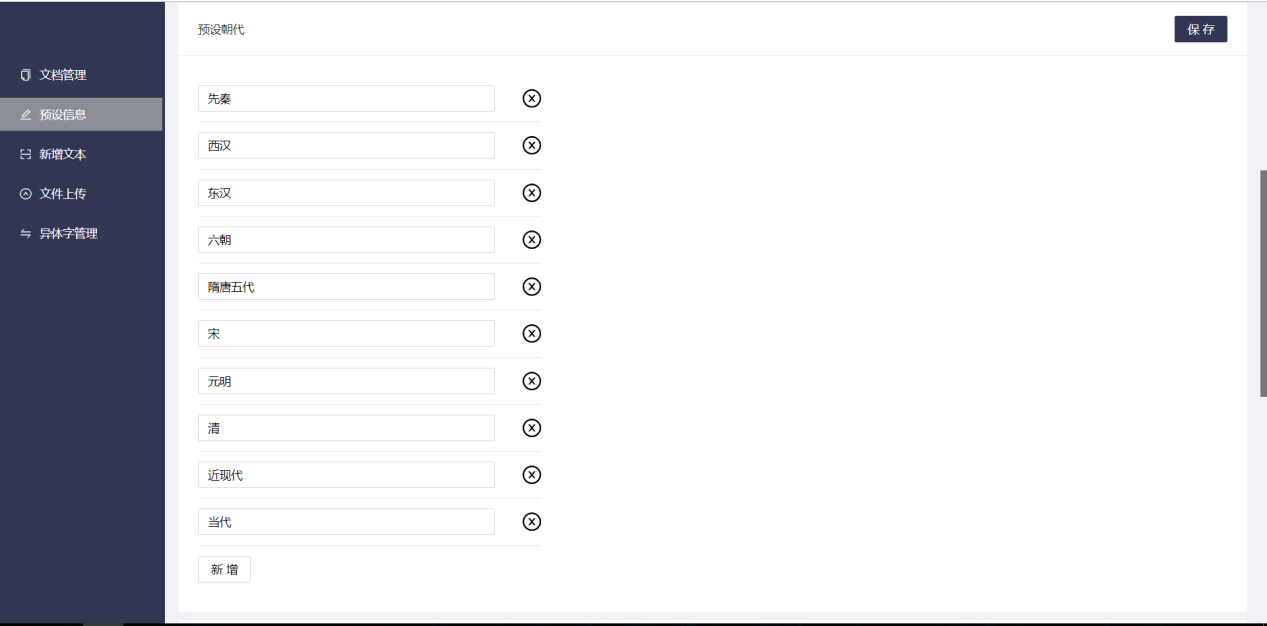 文档管理
预设信息
新增文本
文件上传
异体字管理
预设朝代
保 存
先秦
西汉
东汉
六朝
隋唐五代
宋
元明
清
近现代
当代
新 增